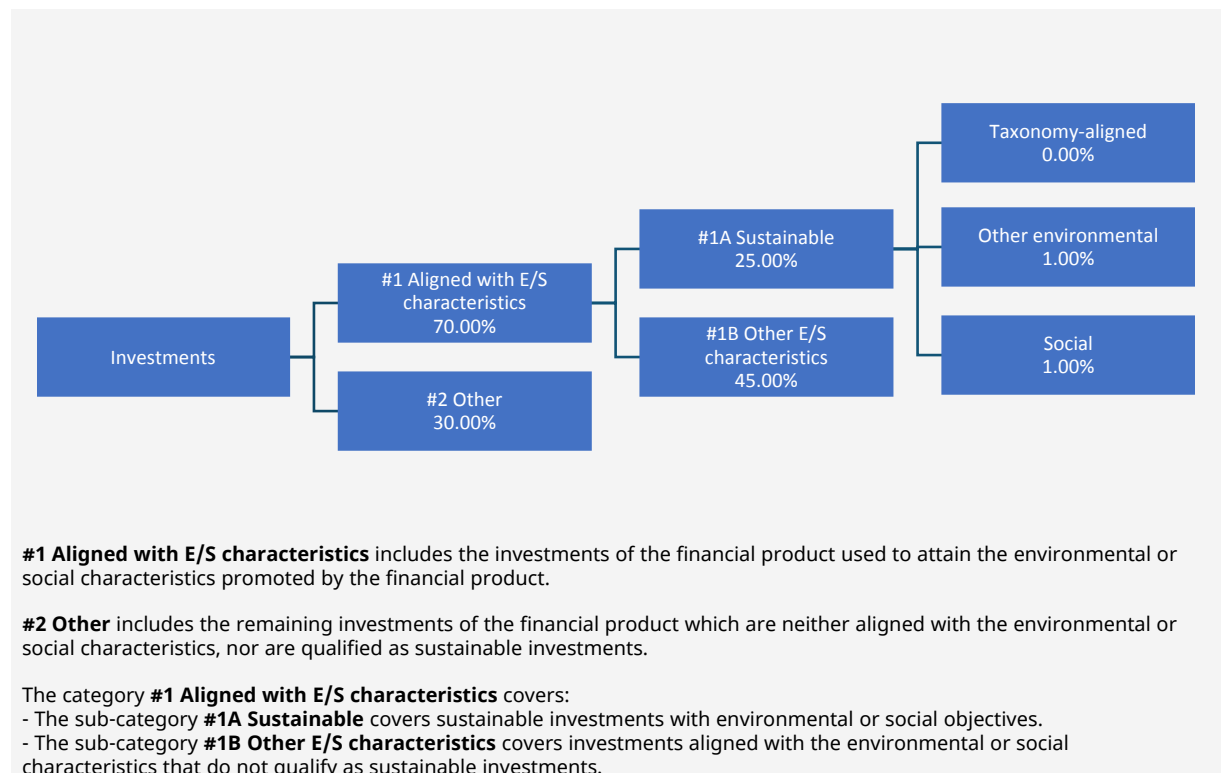 Taxonomy-aligned
0.00%
#1A Sustainable
25.00%
Other environmental
1.00%
#1 Aligned with E/S
characteristics
70.00%
Investments
#1B Other E/S
characteristics
45.00%
Social
1.00%
#2 Other
30.00%
#1 Aligned with E/S characteristics includes the investments of the financial product used to attain the environmental or
social characteristics promoted by the financial product.
#2 Other includes the remaining investments of the financial product which are neither aligned with the environmental or
social characteristics, nor are qualified as sustainable investments.
The category #1 Aligned with E/S characteristics covers:
- The sub-category #1A Sustainable covers sustainable investments with environmental or social objectives.
- The sub-category #1B Other E/S characteristics covers investments aligned with the environmental or social
characteristics that do not qualify as sustainable investments.